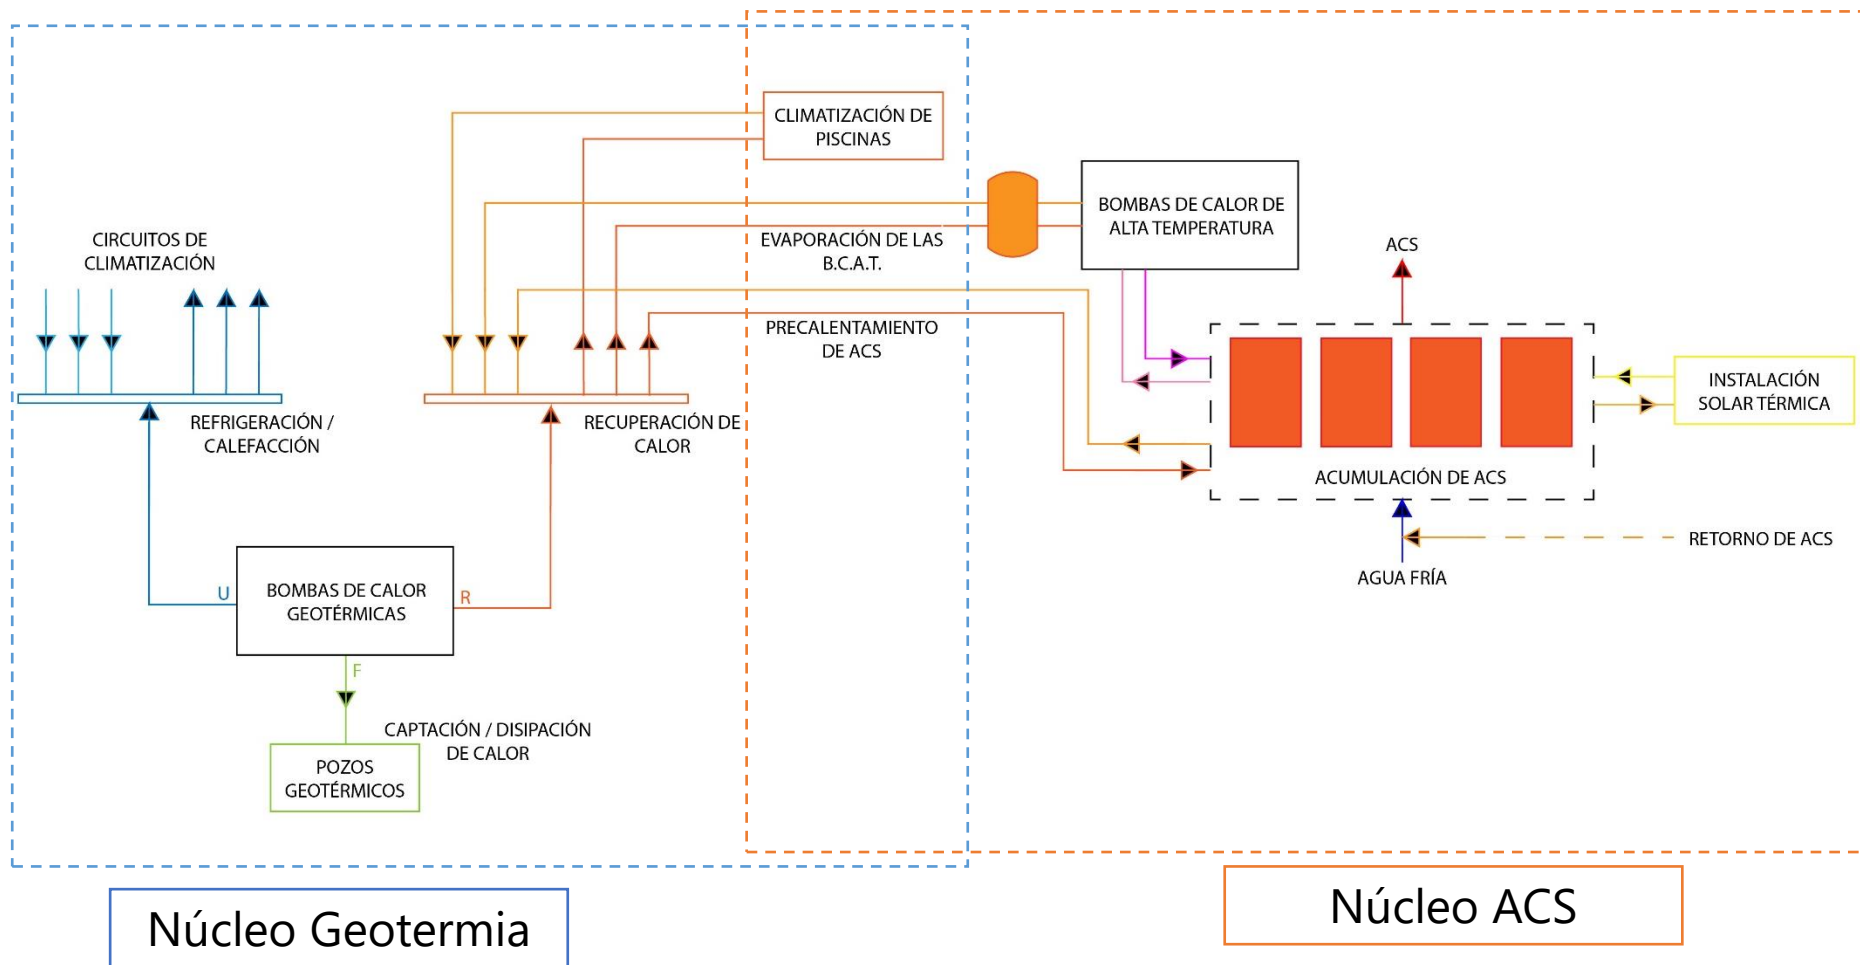 CLIMATIZACIÓN DE
PISCINAS
BOMBAS DE CALOR DE
ALTA TEMPERATURA
EVAPORACIÓN DE LAS
B.C.A.T.
CIRCUITOS DE
CLIMATIZACIÓN
ACS
PRECALENTAMIENTO
DE ACS
INSTALACIÓN
SOLAR TÉRMICA
REFRIGERACIÓN /
CALEFACCIÓN
RECUPERACIÓN DE
CALOR
ACUMULACIÓN DE ACS
RETORNO DE ACS
AGUA FRÍA
U
BOMBAS DE CALOR
GEOTÉRMICAS
R
F
CAPTACIÓN / DISIPACIÓN
DE CALOR
POZOS
GEOTÉRMICOS
Núcleo Geotermia
Núcleo ACS